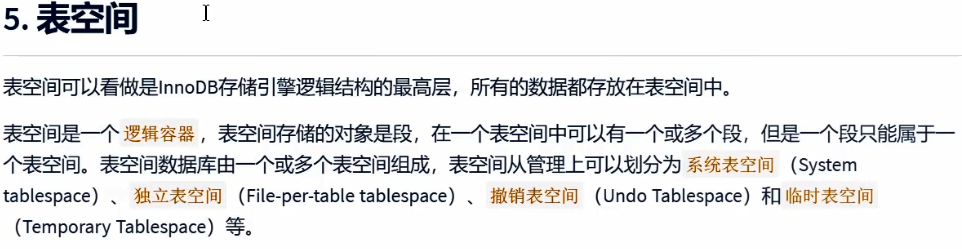 5. 表空间
表空间可以看做是InnoDB存储引擎逻辑结构的最高层，所有的数据都存放在表空间中。
表空间是一个 逻辑容器 ，表空间存储的对象是段，在一个表空间中可以有一个或多个段，但是一个段只能属于一
个表空间。表空间数据库由一个或多个表空间组成，表空间从管理上可以划分为 系统表空间 （System
tablespace）、 独立表空间 （File-per-table tablespace）、 撤销表空间 （Undo Tablespace）和 临时表空间
（Temporary Tablespace）等。